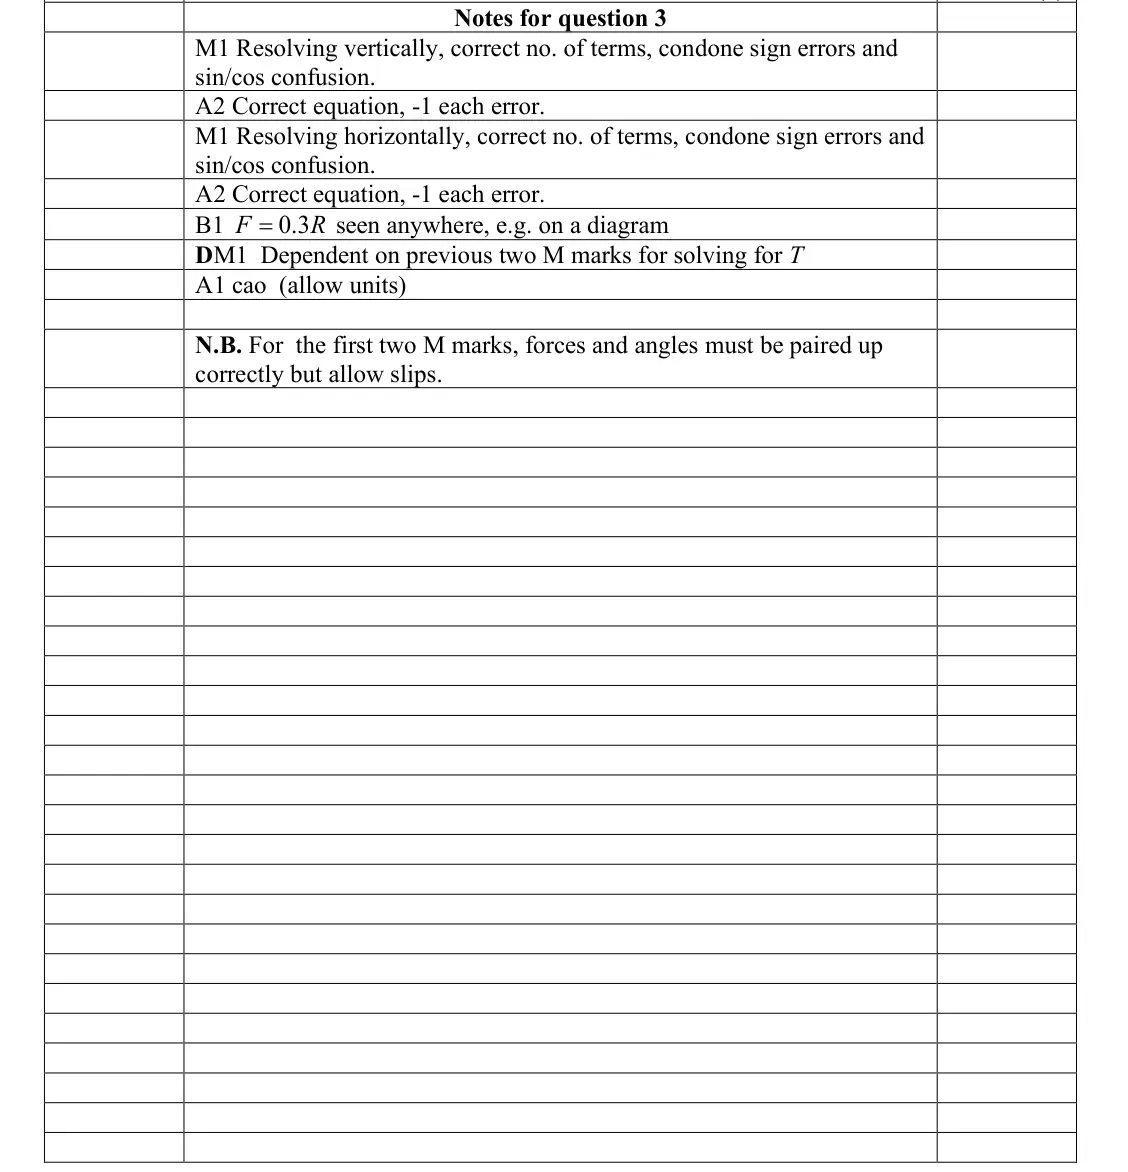 Notes for question 3
M1 Resolving vertically, correct no. of terms, condone sign errors and
sin/cos confusion.
A2 Correct equation, -1 each error.
M1 Resolving horizontally, correct no. of terms, condone sign errors and
sin/cos confusion.
A2 Correct equation, -1 each error.
B1 F = 0.3R seen anywhere, e.g. on a diagram
DM1 Dependent on previous two M marks for solving for T
A1 cao (allow units)
N.B. For the first two M marks, forces and angles must be paired up
correctly but allow slips.